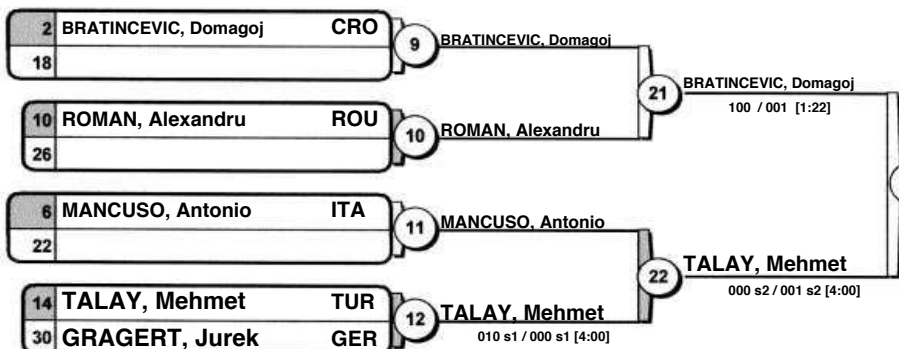 2 BRATINCEVIC, Domagoj CRO
18
9
BRATINCEVIC, Domagoj
10 ROMAN, Alexandru ROU
26
10
ROMAN, Alexandru
21
BRATINCEVIC, Domagoj
100 / 001 [1:22]
6 MANCUSO, Antonio ITA
22
11
MANCUSO, Antonio
14 TALAY, Mehmet TUR
30 GRAGERT, Jurek GER
12
TALAY, Mehmet
010 s1 / 000 s1 [4:00]
22
TALAY, Mehmet
000 s2 / 001 s2 [4:00]